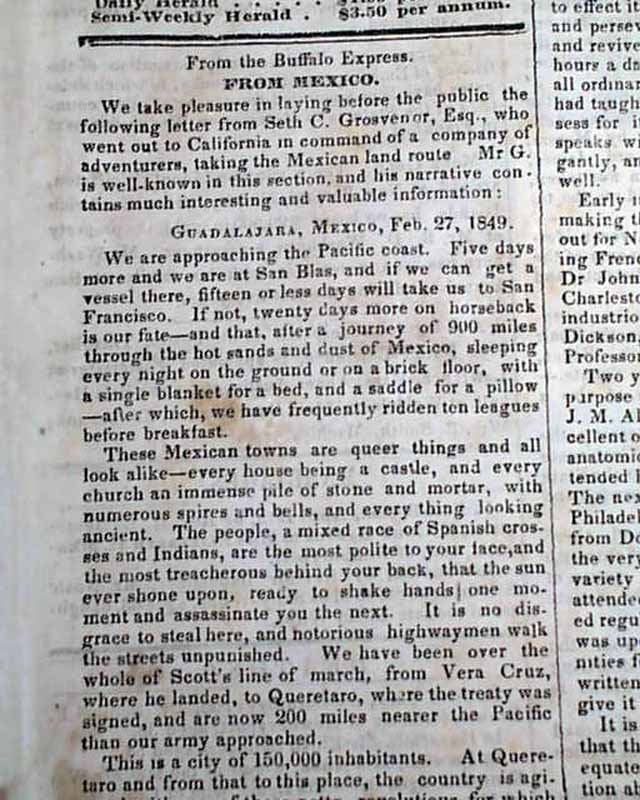 Semi-Weekly Herald . $3.50 per annum.
From the Buffalo Express.
FROM MEXICO.
We take pleasure in laying before the public the
following letter from Seth C. Grosvenor, Esq., who
went out to California in command of a company of
adventurers, taking the Mexican land route Mr G.
is well-known in this section, and his narrative con-
tains much interesting and valuable information:
GUADALAJARA, MEXICO, Feb. 27, 1849.
We are approaching the Pacific coast. Five days
more and we are at San Blas, and if we can get a
vessel there, fifteen or less days will take us to San
Francisco. If not, twenty days more on horseback
is our fate—and that, after a journey of 900 miles
through the hot sands and dust of Mexico, sleeping
every night on the ground or on a brick floor, with
a single blanket for a bed, and a saddle for a pillow
—after which, we have frequently ridden ten leagues
before breakfast.
These Mexican towns are queer things and all
look alike—every house being a castle, and every
church an immense pile of stone and mortar, with
numerous spires and bells, and every thing looking
ancient. The people, a mixed race of Spanish cros-
ses and Indians, are the most polite to your face,and
the most treacherous behind your back, that the sun
ever shone upon, ready to shake hands one mo-
ment and assassinate you the next. It is no dis-
grace to steal here, and notorious highwaymen walk
the streets unpunished. We have been over the
whole of Scott's line of march, from Vera Cruz,
where he landed, to Queretaro, where the treaty was
signed, and are now 200 miles nearer the Pacific
than our army approached.
This is a city of 150,000 inhabitants. At Quere-
taro and from that to this place, the country is agi-
to effect it
and perse
and revive
hours a da
all ordinar
had taugh
sess for it
speaks wi
gantly, an
well.
Early i
making th
out for N
ing Frenc
Dr John
Charlesto
industrio
Dickson,
Professor
Two y
purpose
J. M. Al
cellent o
anatomic
tended l
The nex
Philadel
from Do
the very
variety
attende
ed regu
was up
nities f
written
give it
It is
that th
equate
tion a